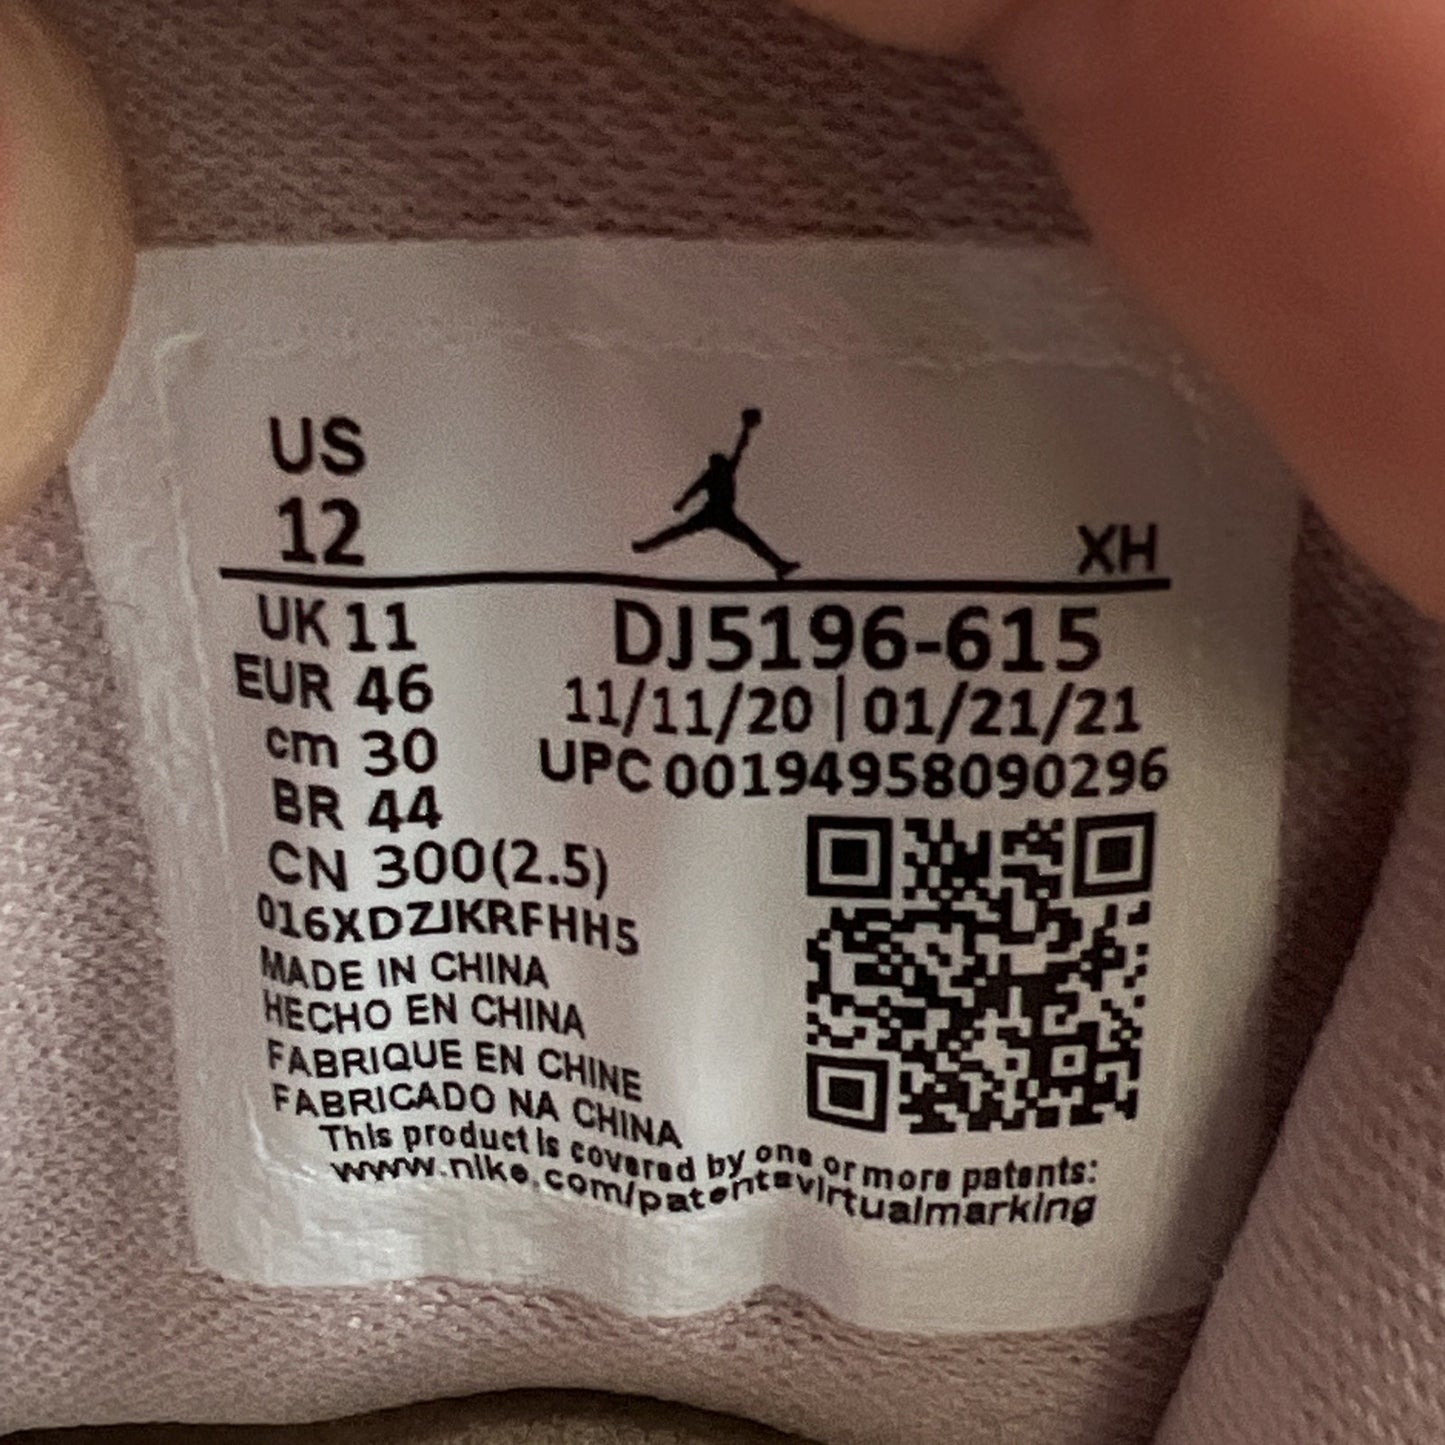 US
12
XH
UK 11
EUR 46
cm 30
BR 44
CN 300(2.5)
DJ5196-615
11/11/20 | 01/21/21
UPC 00194958090296
016XDZJKRFHH5
MADE IN CHINA
HECHO EN CHINA
FABRIQUE EN CHINE
FABRICADO NA CHINA
This product is covered by one or more patents:
www.nike.com/patentsvirtualmarking